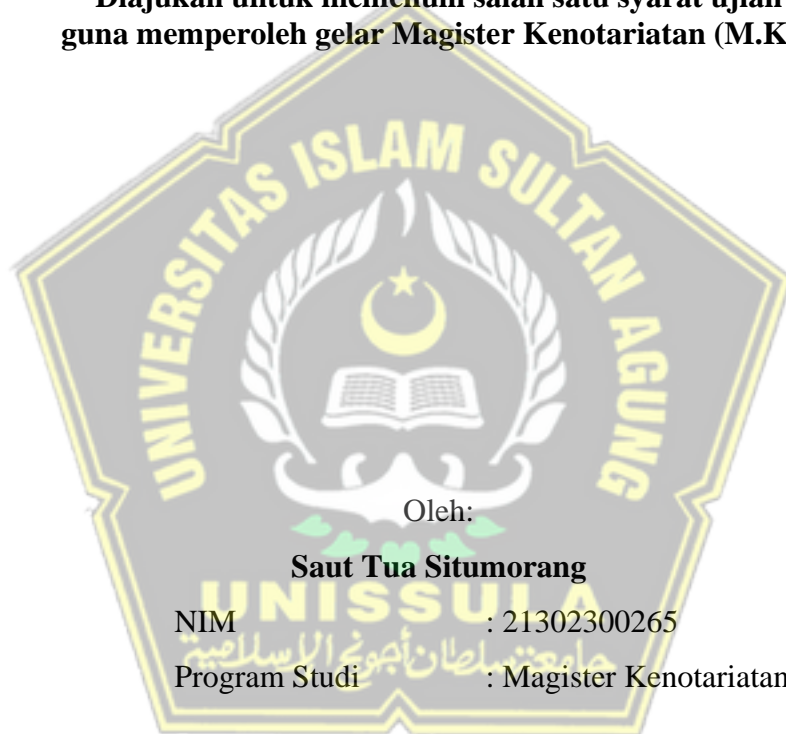 Diajukan untuk memenuhi salah satu syarat ujian
guna memperoleh gelar Magister Kenotariatan (M.K
UNIVERSITAS ISLAM SULTAN AGUNG
Oleh:
Saut Tua Situmorang
UNISSULA
NIM : 21302300265
جامعة سلطان أجونج الإسلامية
Program Studi : Magister Kenotariatan